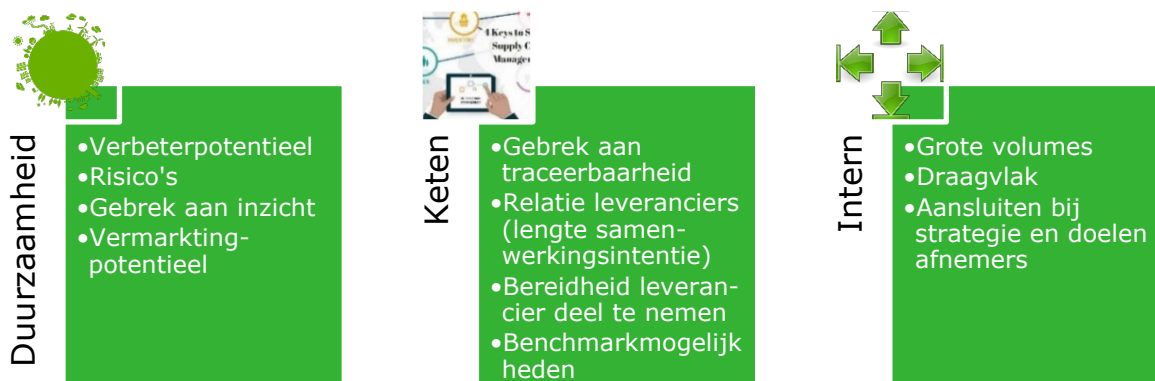 Duurzaamheid
•Verbeterpotentieel
•Risico's
•Gebrek aan inzicht
•Vermarkting-
potentieel
4 Keys to S
Supply C
Manage
Keten
•Gebrek aan
traceerbaarheid
•Relatie leveranciers
(lengte samen-
werkingsintentie)
•Bereidheid leveran-
cier deel te nemen
•Benchmarkmogelijk
heden
Intern
•Grote volumes
•Draagvlak
•Aansluiten bij
strategie en doelen
afnemers